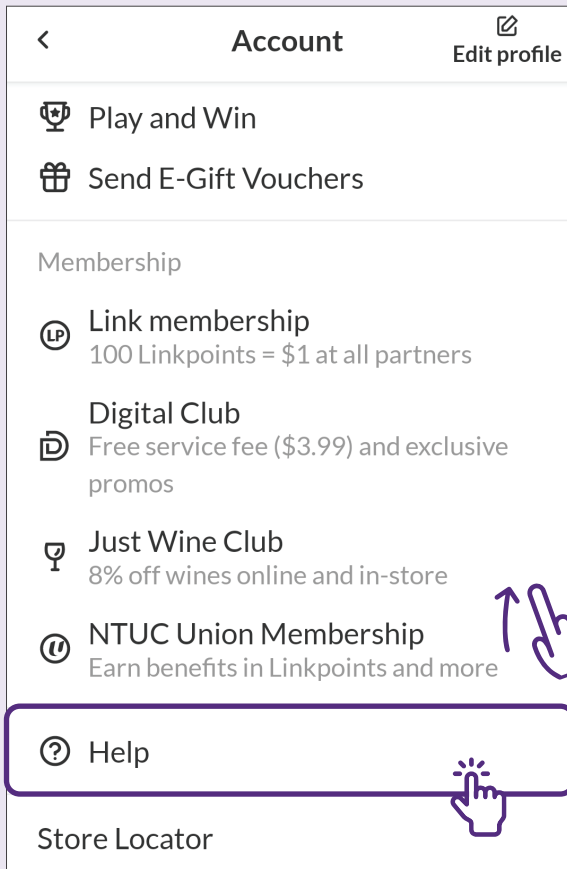 Account
Edit profile
Play and Win
Send E-Gift Vouchers
Membership
LP
Link membership
100 Linkpoints = $1 at all partners
Digital Club
Free service fee ($3.99) and exclusive
promos
Just Wine Club
8% off wines online and in-store
NTUC Union Membership
Earn benefits in Linkpoints and more
Help
Store Locator